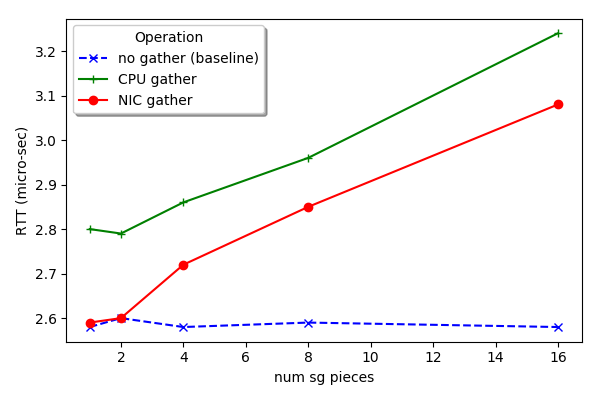 Operation
no gather (baseline)
CPU gather
NIC gather
3.2
3.1
3.0
2.9
2.8
2.7
2.6
RTT (micro-sec)
2 4 6 8 10 12 14 16
num sg pieces